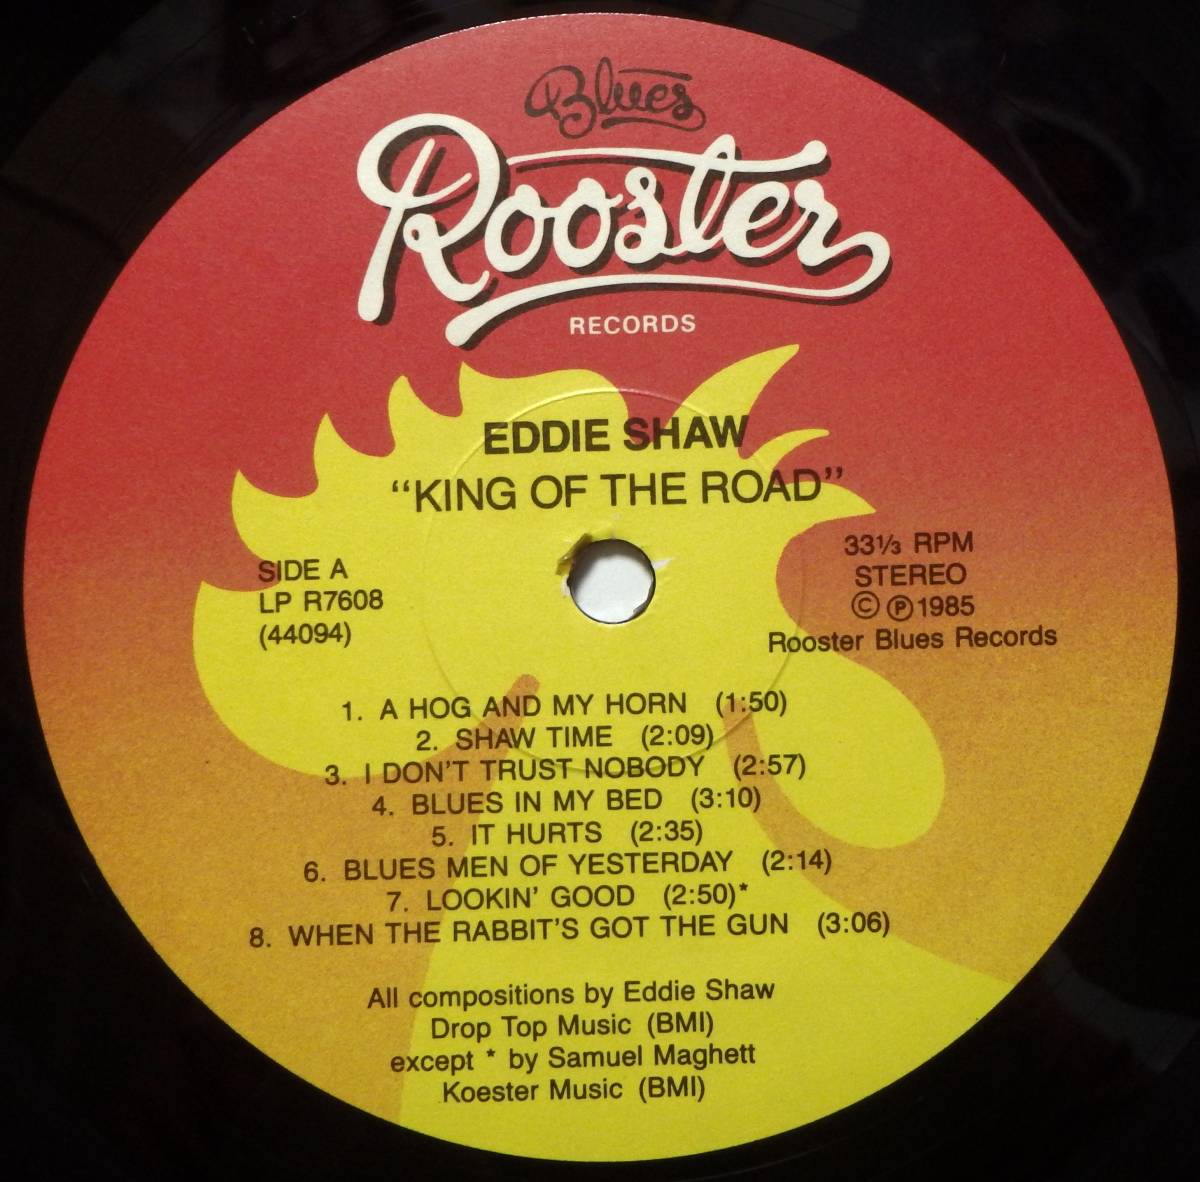 Blues
Rooster
RECORDS
EDDIE SHAW
“KING OF THE ROAD”
SIDE A
LP R7608
(44094)
33⅓ RPM
STEREO
© ℗ 1985
Rooster Blues Records
1. A HOG AND MY HORN (1:50)
2. SHAW TIME (2:09)
3. I DON'T TRUST NOBODY (2:57)
4. BLUES IN MY BED (3:10)
5. IT HURTS (2:35)
6. BLUES MEN OF YESTERDAY (2:14)
7. LOOKIN' GOOD (2:50)*
8. WHEN THE RABBIT'S GOT THE GUN (3:06)
All compositions by Eddie Shaw
Drop Top Music (BMI)
except * by Samuel Maghett
Koester Music (BMI)